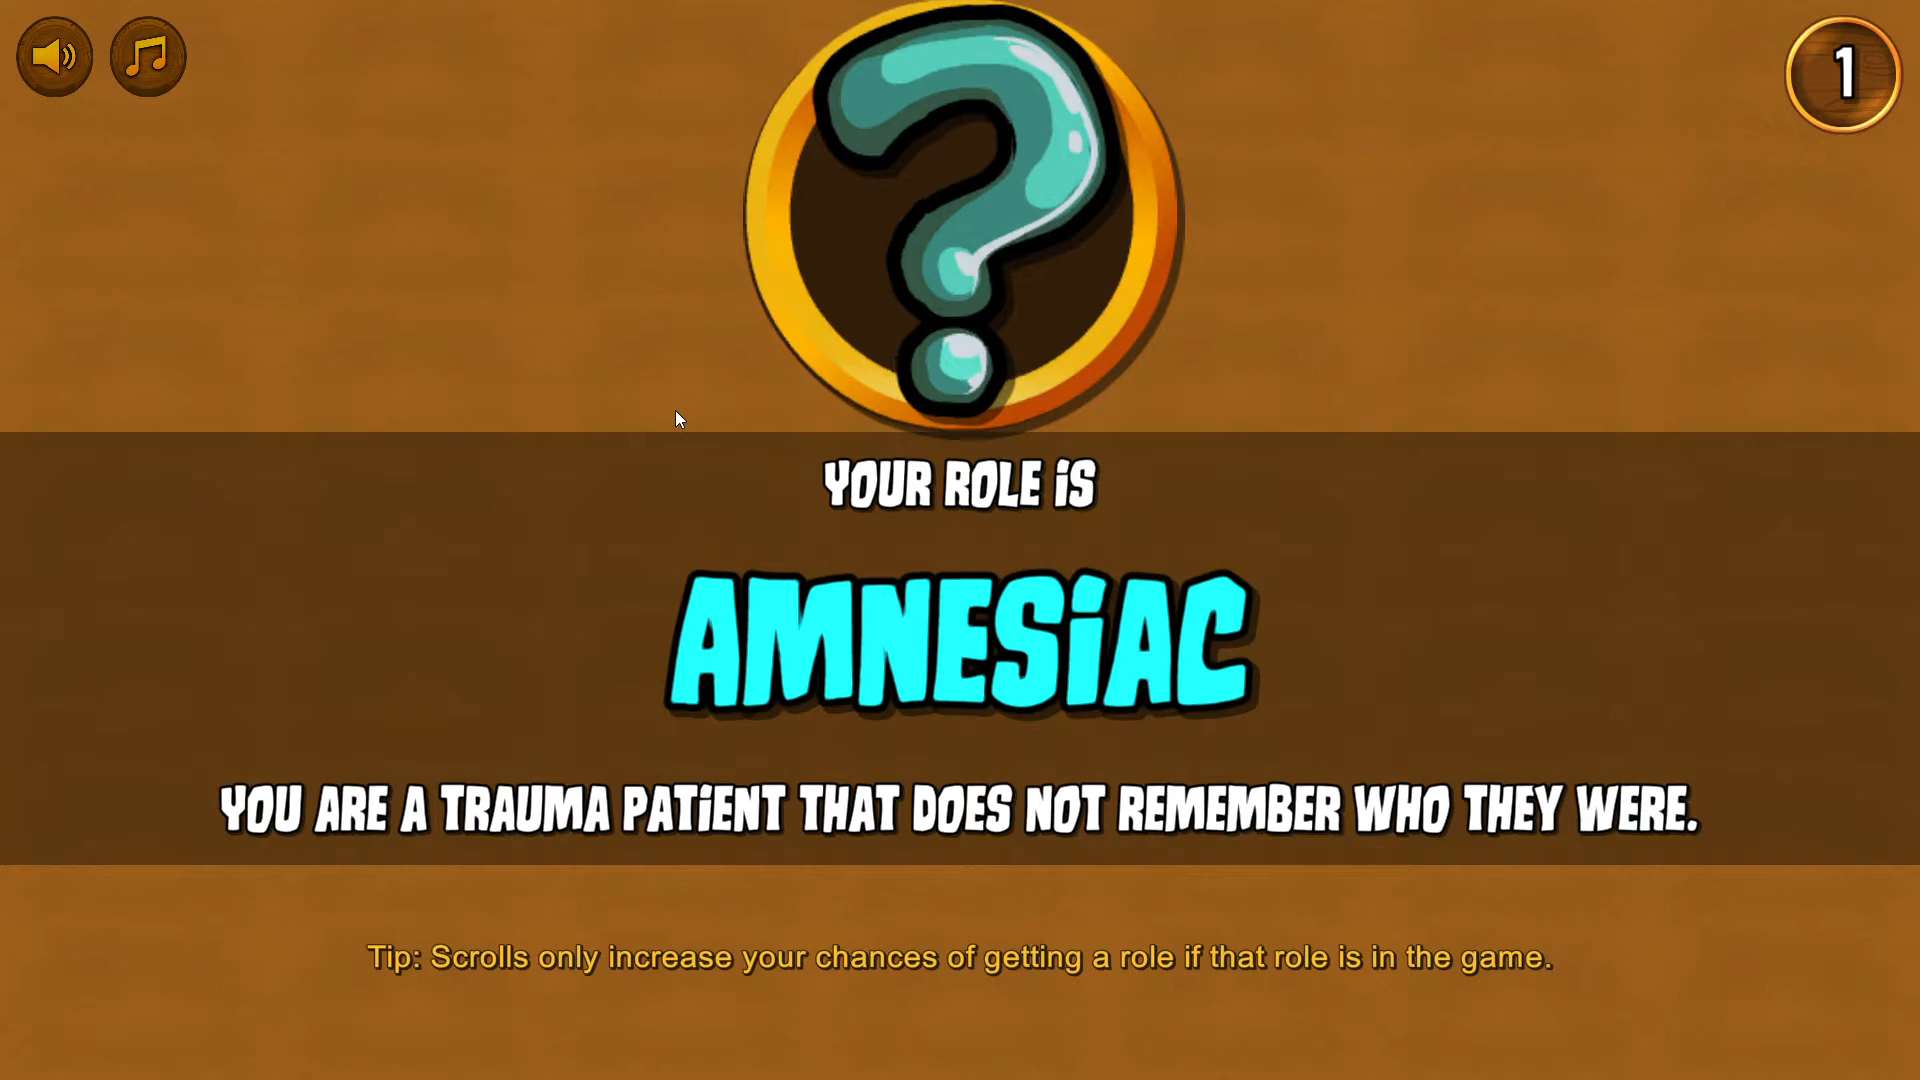 1
YOUR ROLE iS
AMNESiAC
YOU ARE A TRAUMA PATiENT THAT DOES NOT REMEMBER WHO THEY WERE.
Tip: Scrolls only increase your chances of getting a role if that role is in the game.